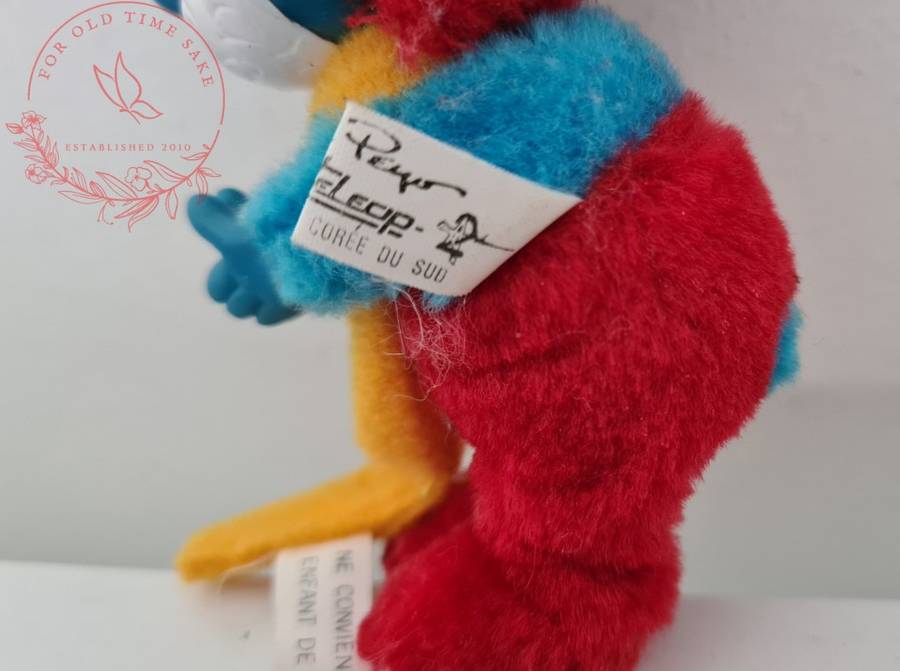 FOR OLD TIME SAKE
ESTABLISHED 2010
Peyo
CORÉE DU SUD
NE CONVIEN
ENFANT DE